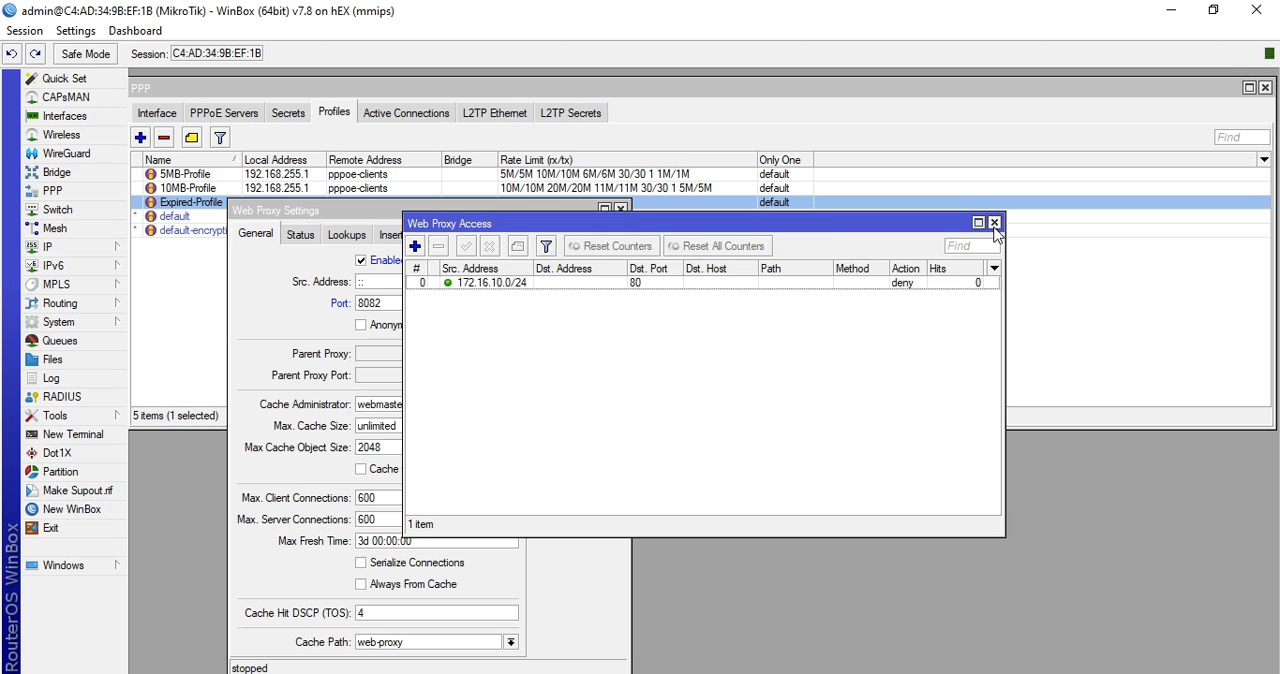 admin@C4:AD:34:9B:EF:1B (MikroTik) - WinBox (64bit) v7.8 on hEX (mmips)
Session Settings Dashboard
Safe Mode Session: C4:AD:34:9B:EF:1B
Quick Set
CAPsMAN
Interfaces
Wireless
WireGuard
Bridge
PPP
Switch
Mesh
IP
IPv6
MPLS
Routing
System
Queues
Files
Log
RADIUS
Tools
New Terminal
Dot1X
Partition
Make Supout.rif
New WinBox
Exit
Windows
RouterOS WinBox
PPP
Interface PPPoE Servers Secrets Profiles Active Connections L2TP Ethernet L2TP Secrets
Find
Name Local Address Remote Address Bridge Rate Limit (rx/tx) Only One
5MB-Profile 192.168.255.1 pppoe-clients 5M/5M 10M/10M 6M/6M 30/30 1 1M/1M default
10MB-Profile 192.168.255.1 pppoe-clients 10M/10M 20M/20M 11M/11M 30/30 1 5M/5M default
Expired-Profile default
* default
* default-encrypti
5 items (1 selected)
Web Proxy Settings
General Status Lookups Insert
Enabled
Src. Address: ::
Port: 8082
Anonym
Parent Proxy:
Parent Proxy Port:
Cache Administrator: webmaste
Max. Cache Size: unlimited
Max Cache Object Size: 2048
Cache
Max. Client Connections: 600
Max. Server Connections: 600
Max Fresh Time: 3d 00:00:00
Serialize Connections
Always From Cache
Cache Hit DSCP (TOS): 4
Cache Path: web-proxy
stopped
Web Proxy Access
Reset Counters Reset All Counters Find
# Src. Address Dst. Address Dst. Port Dst. Host Path Method Action Hits
0 172.16.10.0/24 80 deny 0
1 item